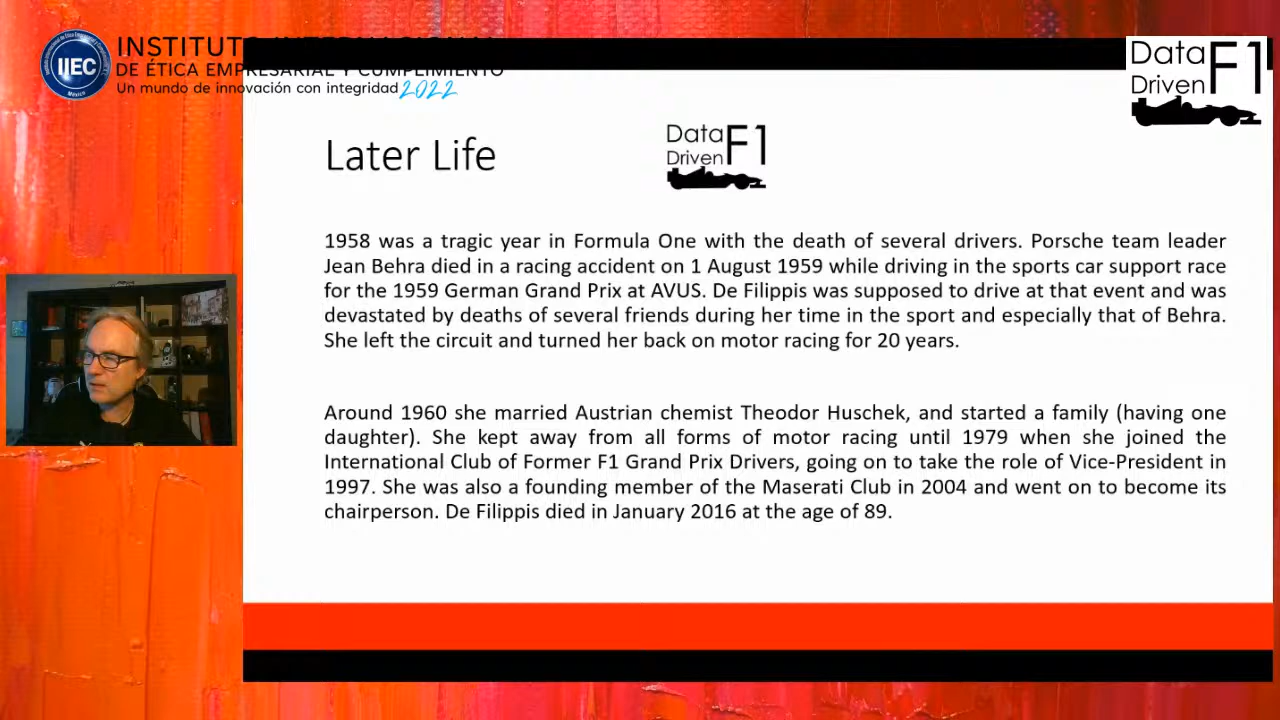 INSTITUTO INTERNACIONAL
DE ÉTICA EMPRESARIAL Y CUMPLIMIENTO
Un mundo de innovación con integridad 2022
IIEC
México
Data
Driven
F1
Later Life
Data
Driven
F1
1958 was a tragic year in Formula One with the death of several drivers. Porsche team leader
Jean Behra died in a racing accident on 1 August 1959 while driving in the sports car support race
for the 1959 German Grand Prix at AVUS. De Filippis was supposed to drive at that event and was
devastated by deaths of several friends during her time in the sport and especially that of Behra.
She left the circuit and turned her back on motor racing for 20 years.
Around 1960 she married Austrian chemist Theodor Huschek, and started a family (having one
daughter). She kept away from all forms of motor racing until 1979 when she joined the
International Club of Former F1 Grand Prix Drivers, going on to take the role of Vice-President in
1997. She was also a founding member of the Maserati Club in 2004 and went on to become its
chairperson. De Filippis died in January 2016 at the age of 89.